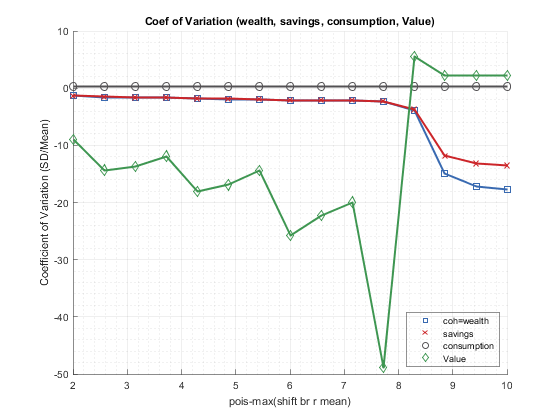 Coef of Variation (wealth, savings, consumption, Value)
10
0
-10
-20
-30
-40
-50
Coefficient of Variation (SD/Mean)
2 3 4 5 6 7 8 9 10
pois-max(shift br r mean)
coh=wealth
savings
consumption
Value